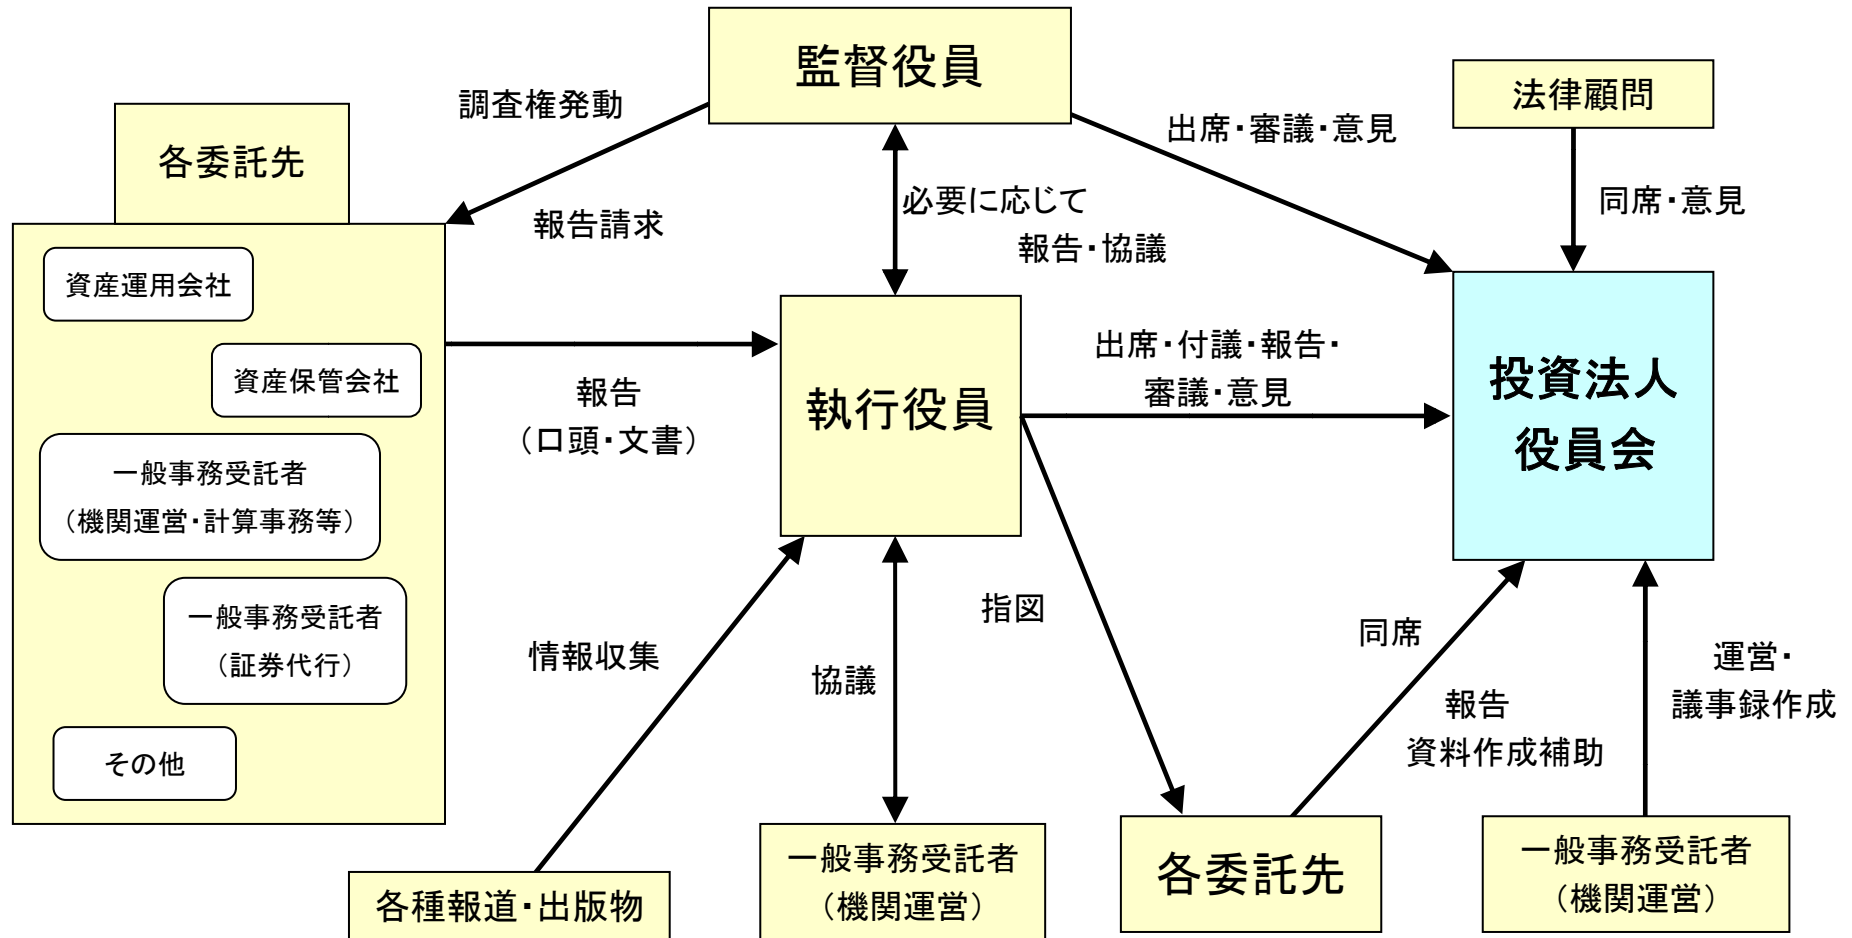 監督役員
法律顧問
調査権発動
出席・審議・意見
各委託先
必要に応じて
同席・意見
報告請求
報告・協議
資産運用会社
出席・付議・報告・
審議・意見
資産保管会社
報告
（口頭・文書）
執行役員
投資法人
役員会
一般事務受託者
（機関運営・計算事務等）
一般事務受託者
（証券代行）
その他
情報収集
協議
指図
同席
報告
資料作成補助
運営・
議事録作成
各種報道・出版物
一般事務受託者
（機関運営）
各委託先
一般事務受託者
（機関運営）